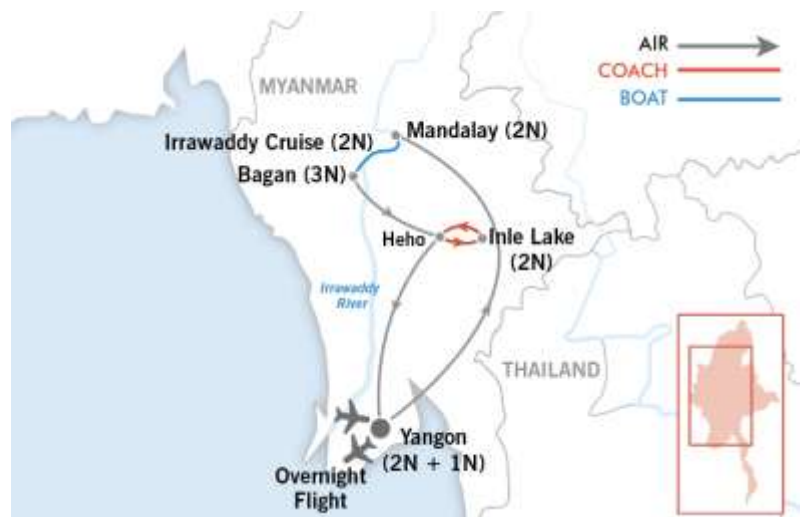 AIR
COACH
BOAT
MYANMAR
Mandalay (2N)
Irrawaddy Cruise (2N)
Bagan (3N)
Heho
Inle Lake
(2N)
Irrawaddy
River
THAILAND
Yangon
(2N + 1N)
Overnight
Flight